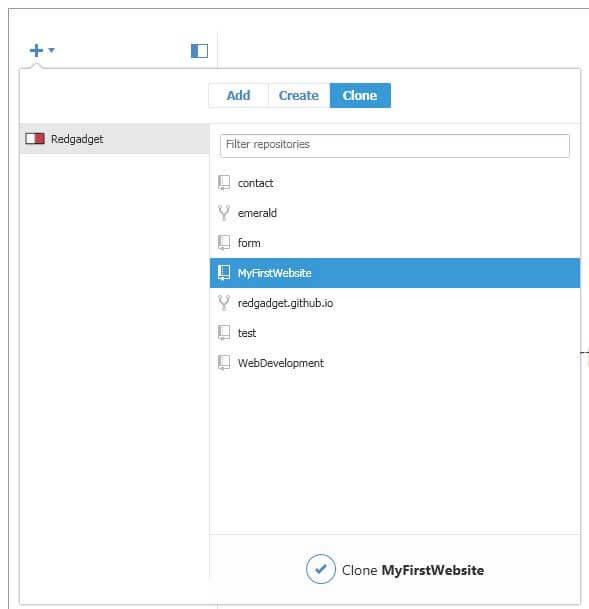 Add Create Clone
Redgadget
Filter repositories
contact
emerald
form
MyFirstWebsite
redgadget.github.io
test
WebDevelopment
Clone MyFirstWebsite